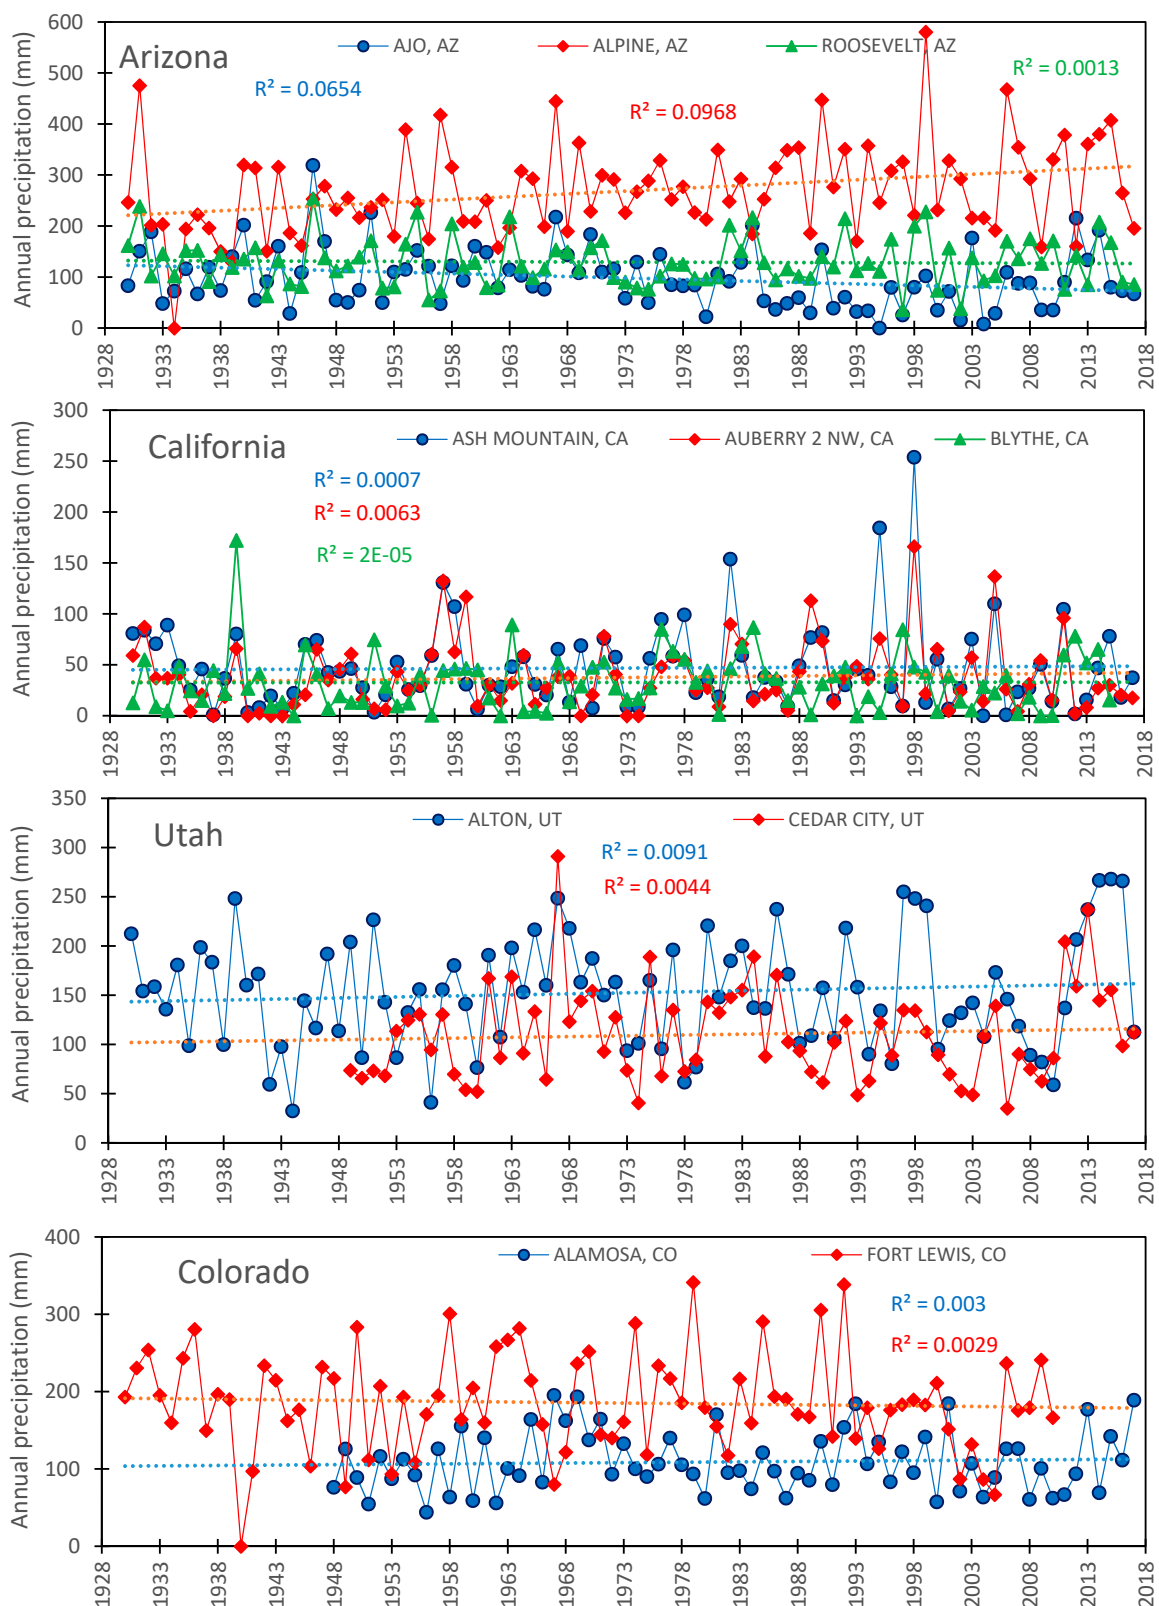 Arizona
AJO, AZ
ALPINE, AZ
ROOSEVELT, AZ
R² = 0.0654
R² = 0.0968
R² = 0.0013
Annual precipitation (mm)
600
500
400
300
200
100
0
1928 1933 1938 1943 1948 1953 1958 1963 1968 1973 1978 1983 1988 1993 1998 2003 2008 2013 2018
California
ASH MOUNTAIN, CA
AUBERRY 2 NW, CA
BLYTHE, CA
R² = 0.0007
R² = 0.0063
R² = 2E-05
Annual precipitation (mm)
300
250
200
150
100
50
0
1928 1933 1938 1943 1948 1953 1958 1963 1968 1973 1978 1983 1988 1993 1998 2003 2008 2013 2018
Utah
ALTON, UT
CEDAR CITY, UT
R² = 0.0091
R² = 0.0044
Annual precipitation (mm)
350
300
250
200
150
100
50
0
1928 1933 1938 1943 1948 1953 1958 1963 1968 1973 1978 1983 1988 1993 1998 2003 2008 2013 2018
Colorado
ALAMOSA, CO
FORT LEWIS, CO
R² = 0.003
R² = 0.0029
Annual precipitation (mm)
400
300
200
100
0
1928 1933 1938 1943 1948 1953 1958 1963 1968 1973 1978 1983 1988 1993 1998 2003 2008 2013 2018